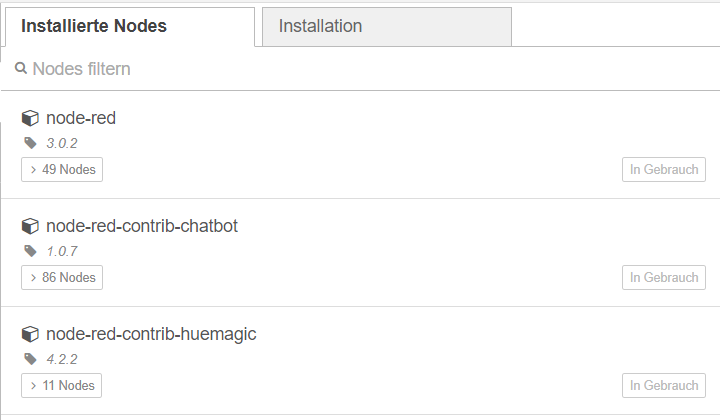 Installierte Nodes
Installation
Nodes filtern
node-red
3.0.2
49 Nodes
In Gebrauch
node-red-contrib-chatbot
1.0.7
86 Nodes
In Gebrauch
node-red-contrib-huemagic
4.2.2
11 Nodes
In Gebrauch